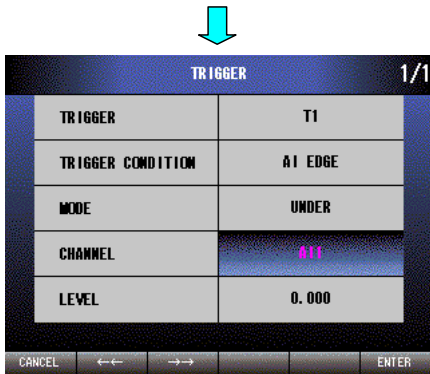 TRIGGER 1/1
TRIGGER T1
TRIGGER CONDITION AI EDGE
MODE UNDER
CHANNEL AI1
LEVEL 0.000
CANCEL ←← →→ ENTER